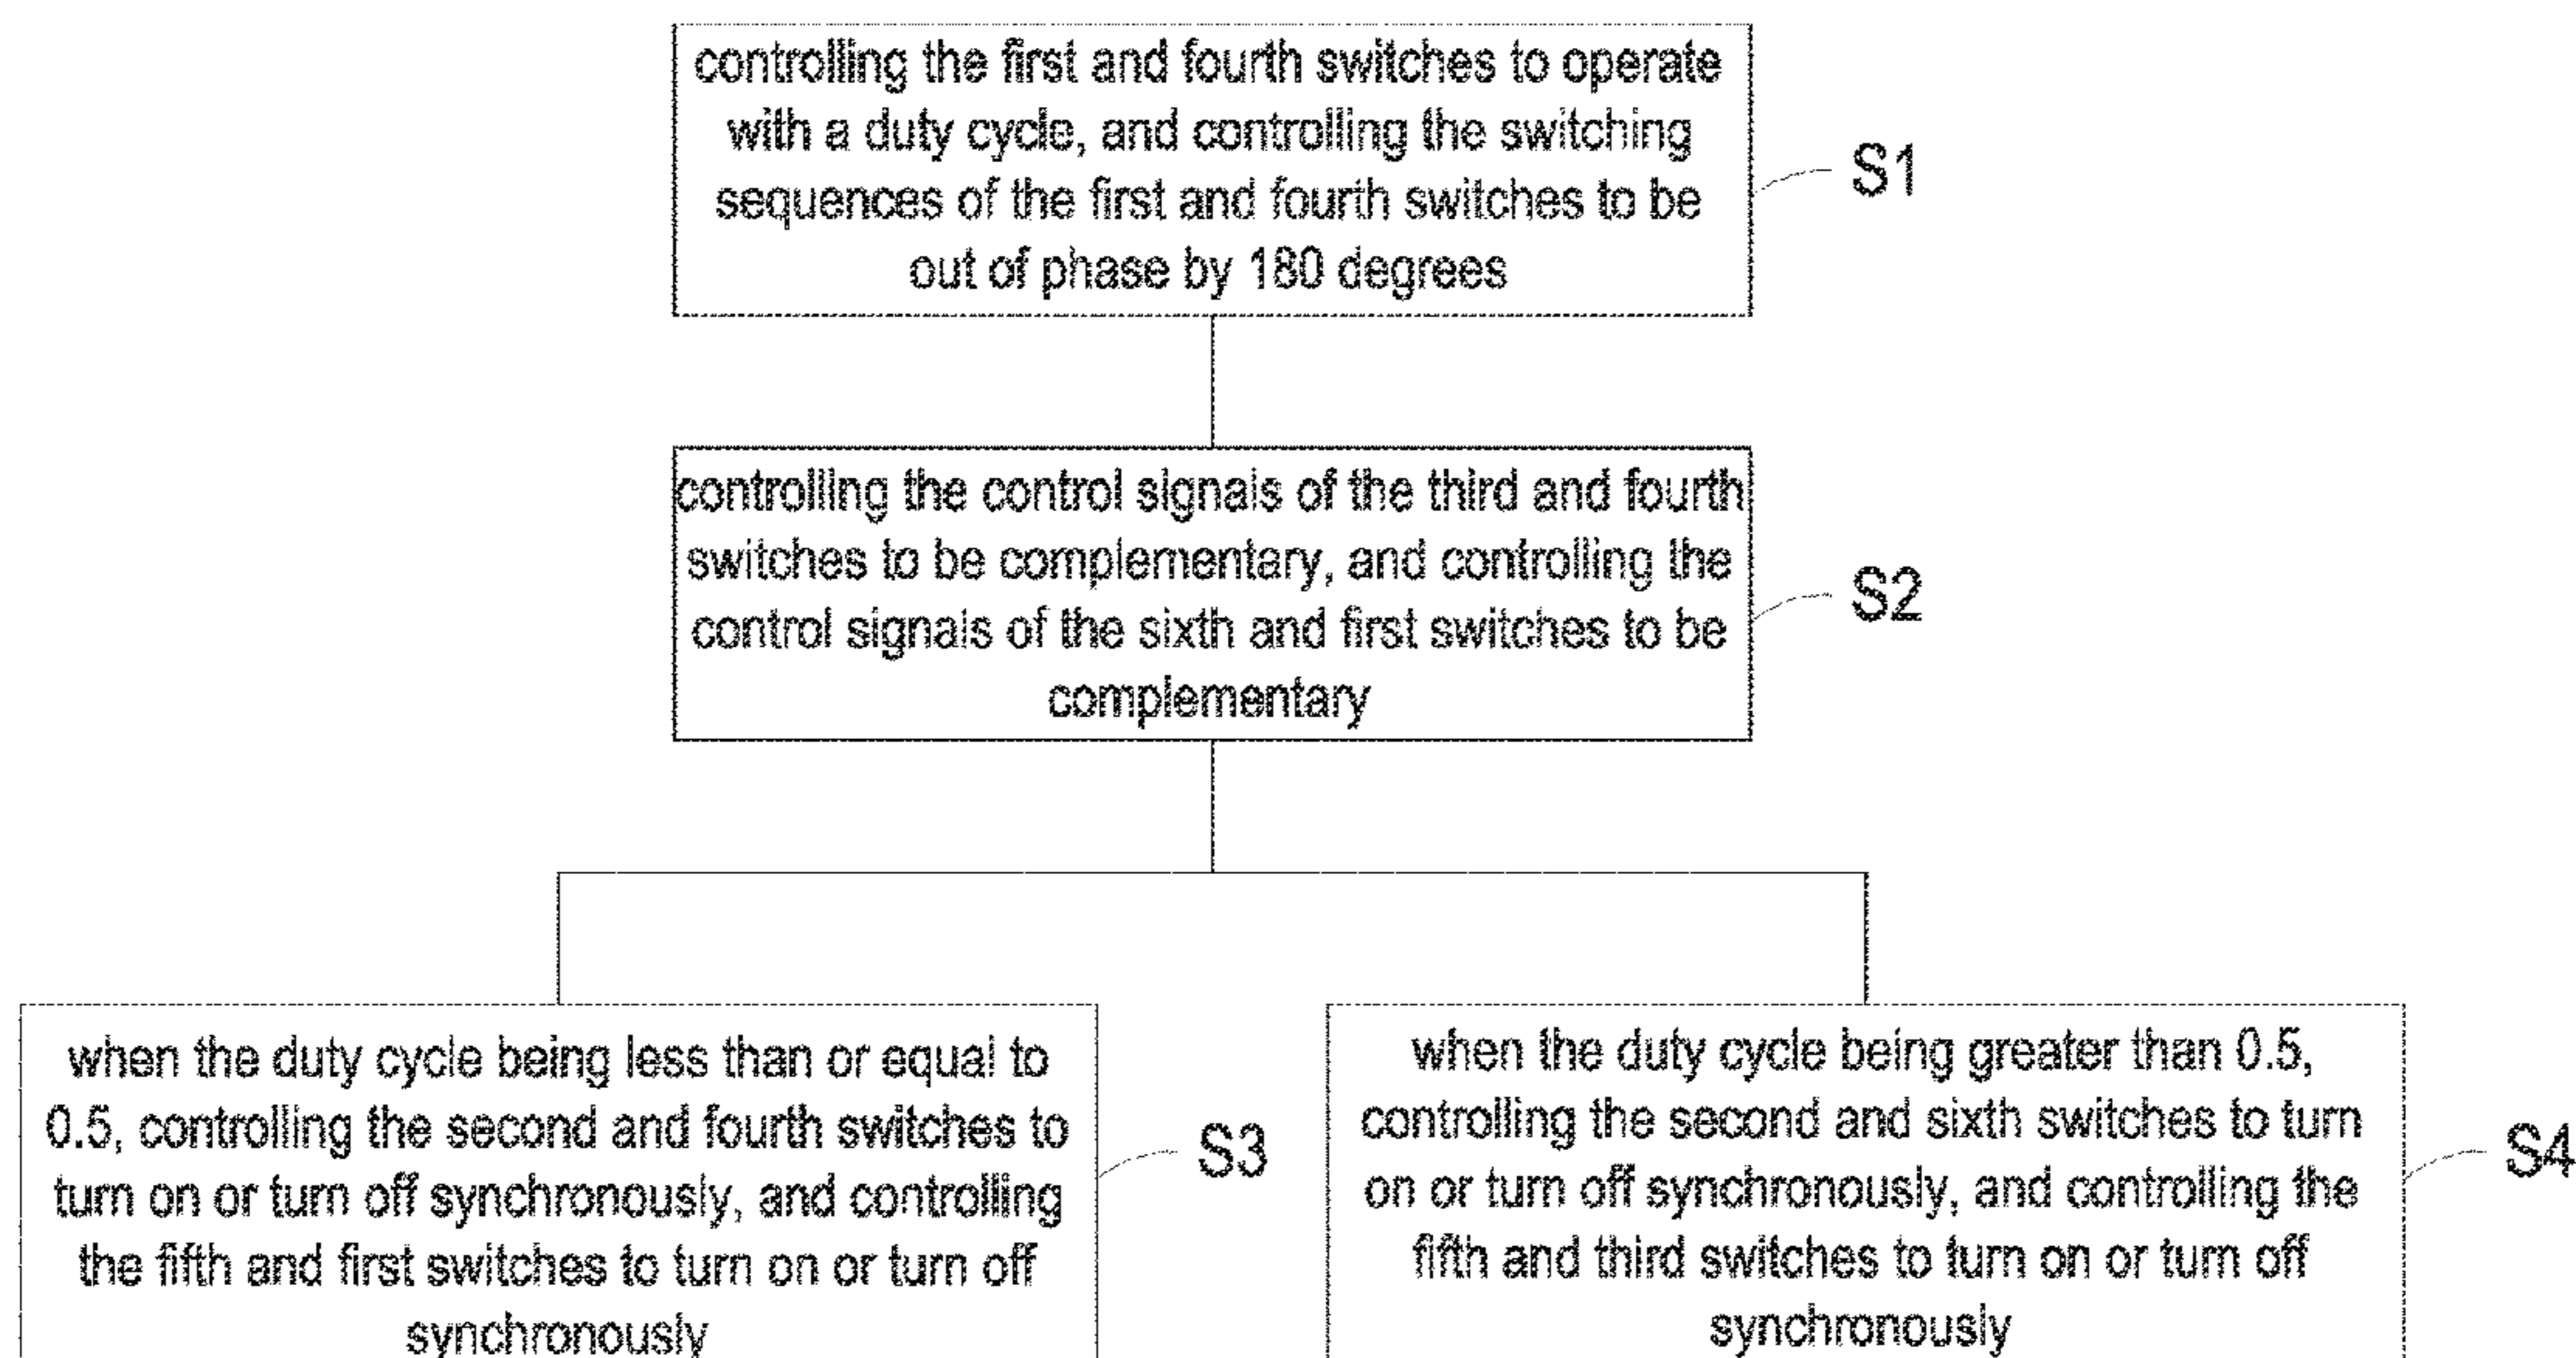 controlling the first and fourth switches to operate
with a duty cycle, and controlling the switching
sequences of the first and fourth switches to be
out of phase by 180 degrees
S1
controlling the control signals of the third and fourth
switches to be complementary, and controlling the
control signals of the sixth and first switches to be
complementary
S2
when the duty cycle being less than or equal to
0.5, controlling the second and fourth switches to
turn on or turn off synchronously, and controlling
the fifth and first switches to turn on or turn off
synchronously
S3
when the duty cycle being greater than 0.5,
controlling the second and sixth switches to turn
on or turn off synchronously, and controlling the
fifth and third switches to turn on or turn off
synchronously
S4